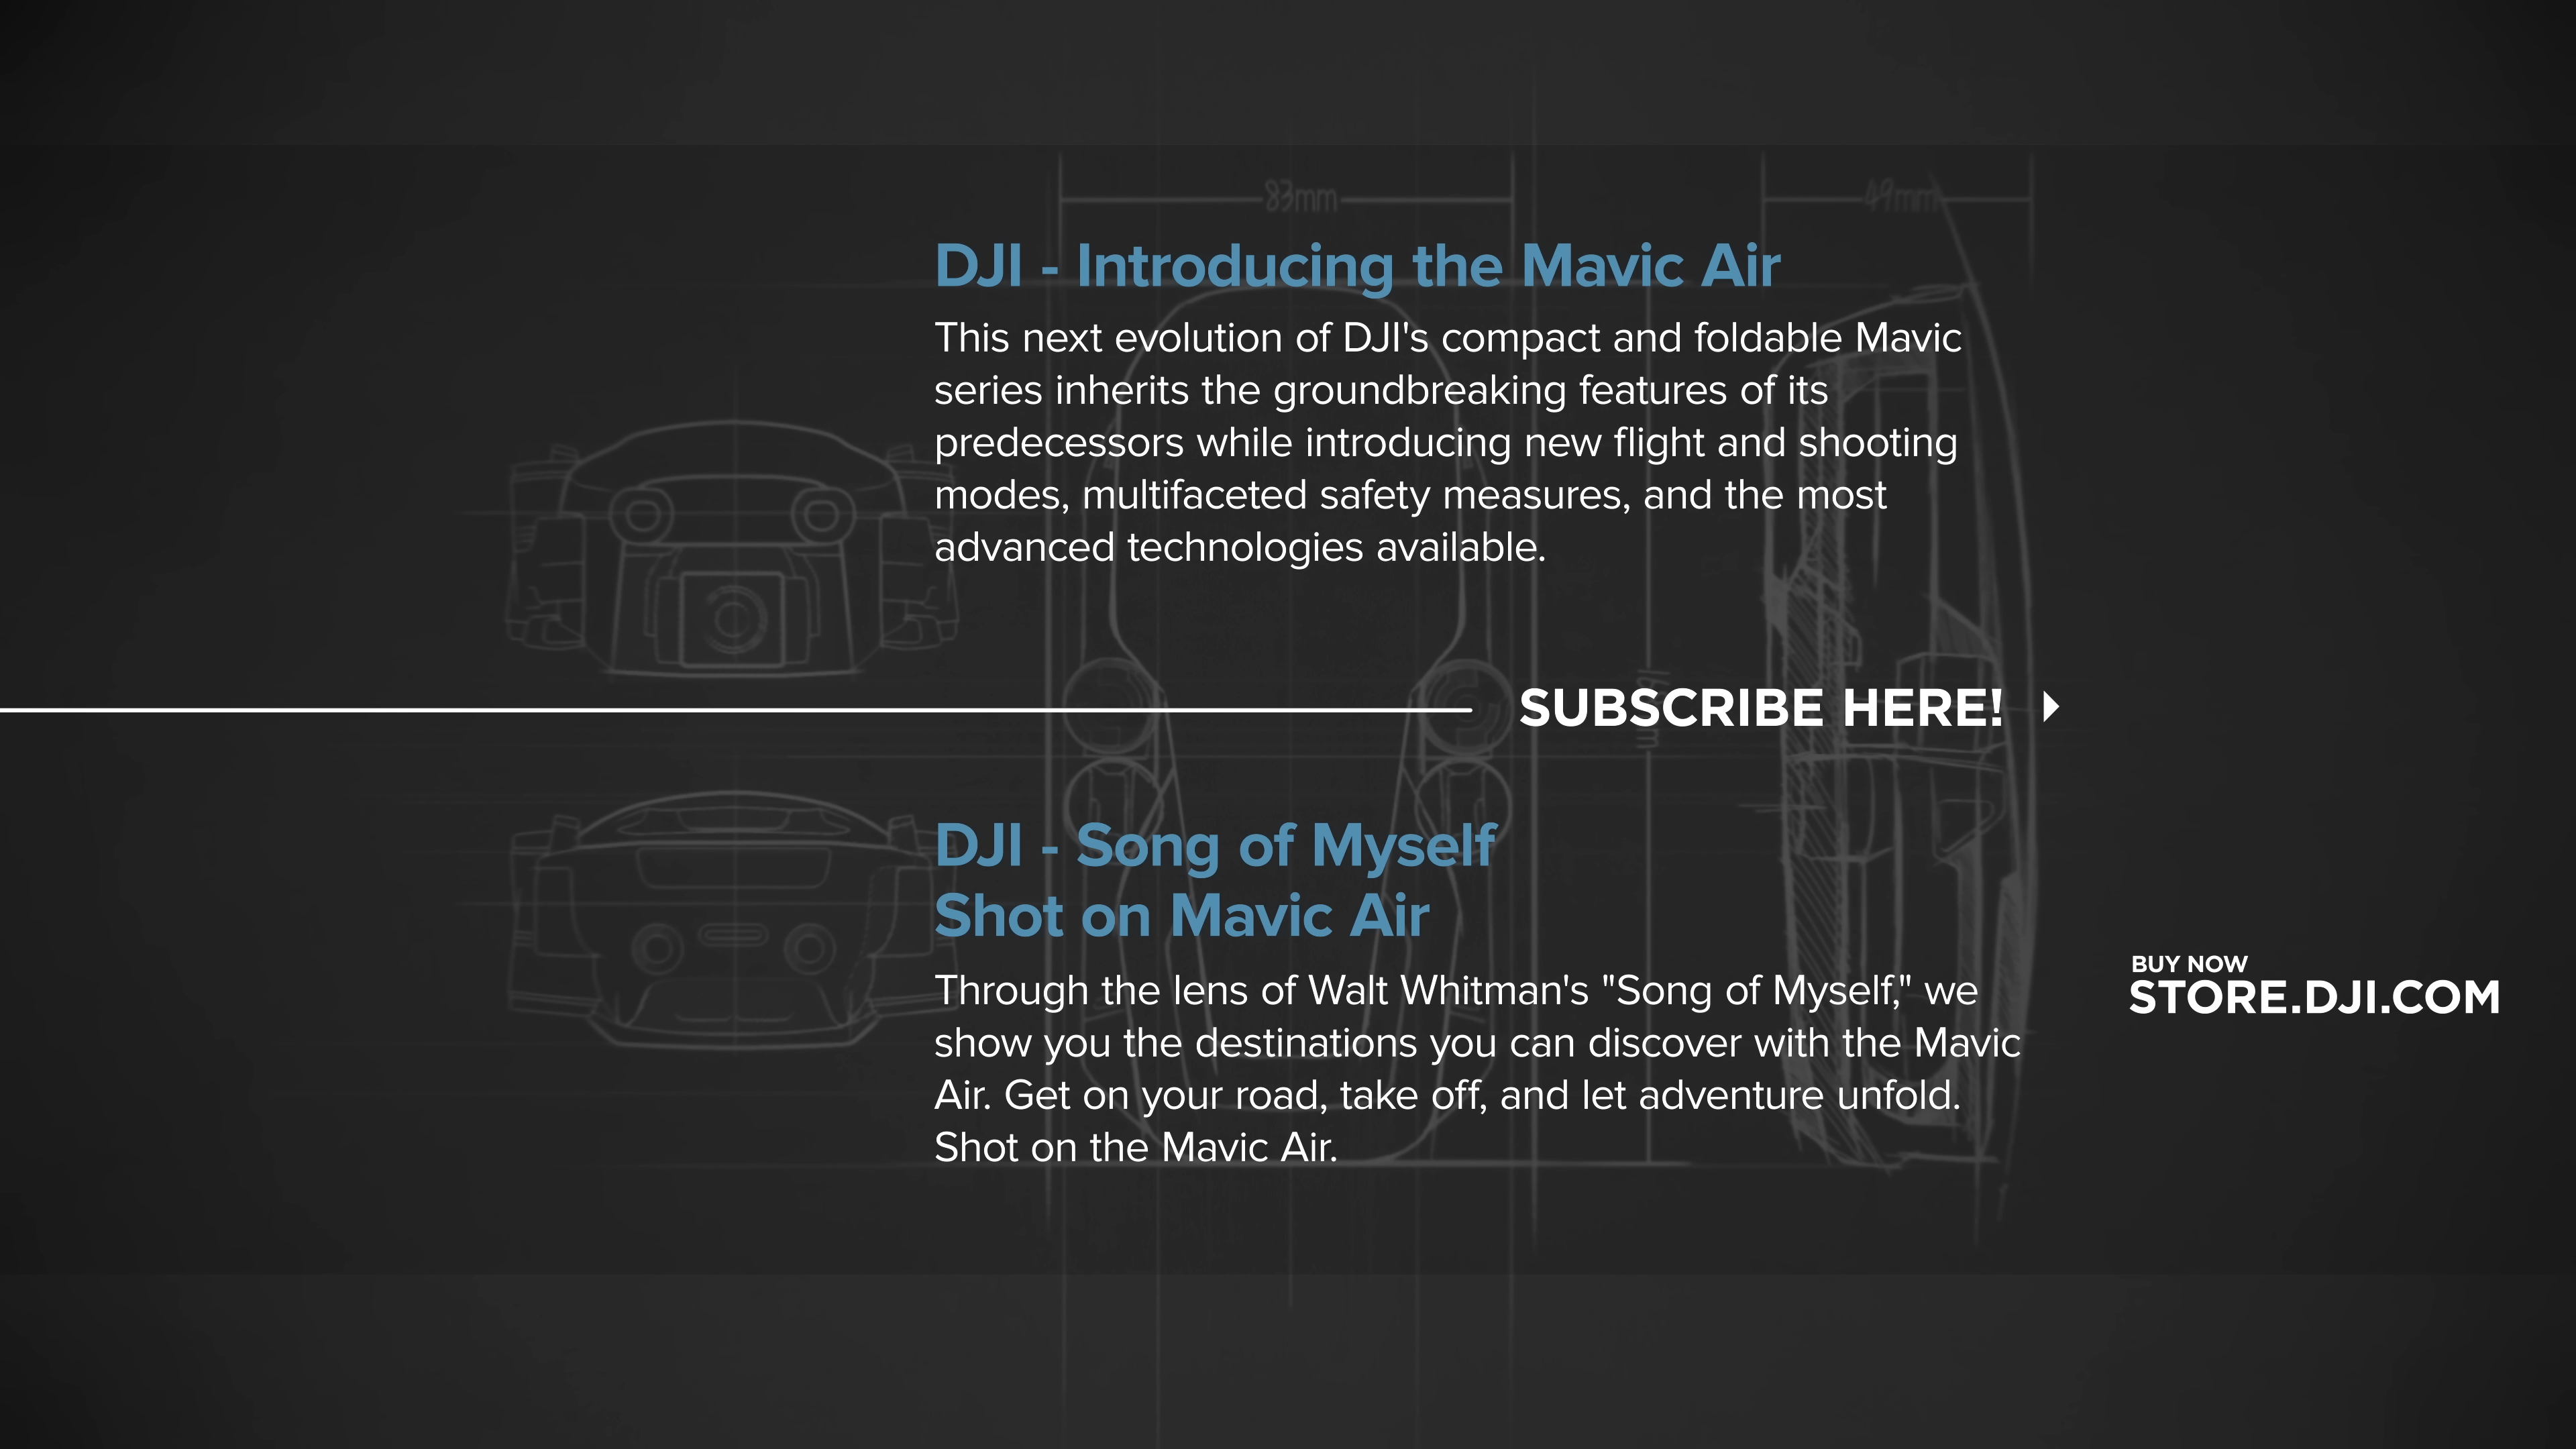 83mm
49mm
DJI - Introducing the Mavic Air
This next evolution of DJI's compact and foldable Mavic
series inherits the groundbreaking features of its
predecessors while introducing new flight and shooting
modes, multifaceted safety measures, and the most
advanced technologies available.
SUBSCRIBE HERE!
DJI - Song of Myself
Shot on Mavic Air
Through the lens of Walt Whitman's "Song of Myself," we
show you the destinations you can discover with the Mavic
Air. Get on your road, take off, and let adventure unfold.
Shot on the Mavic Air.
BUY NOW
STORE.DJI.COM